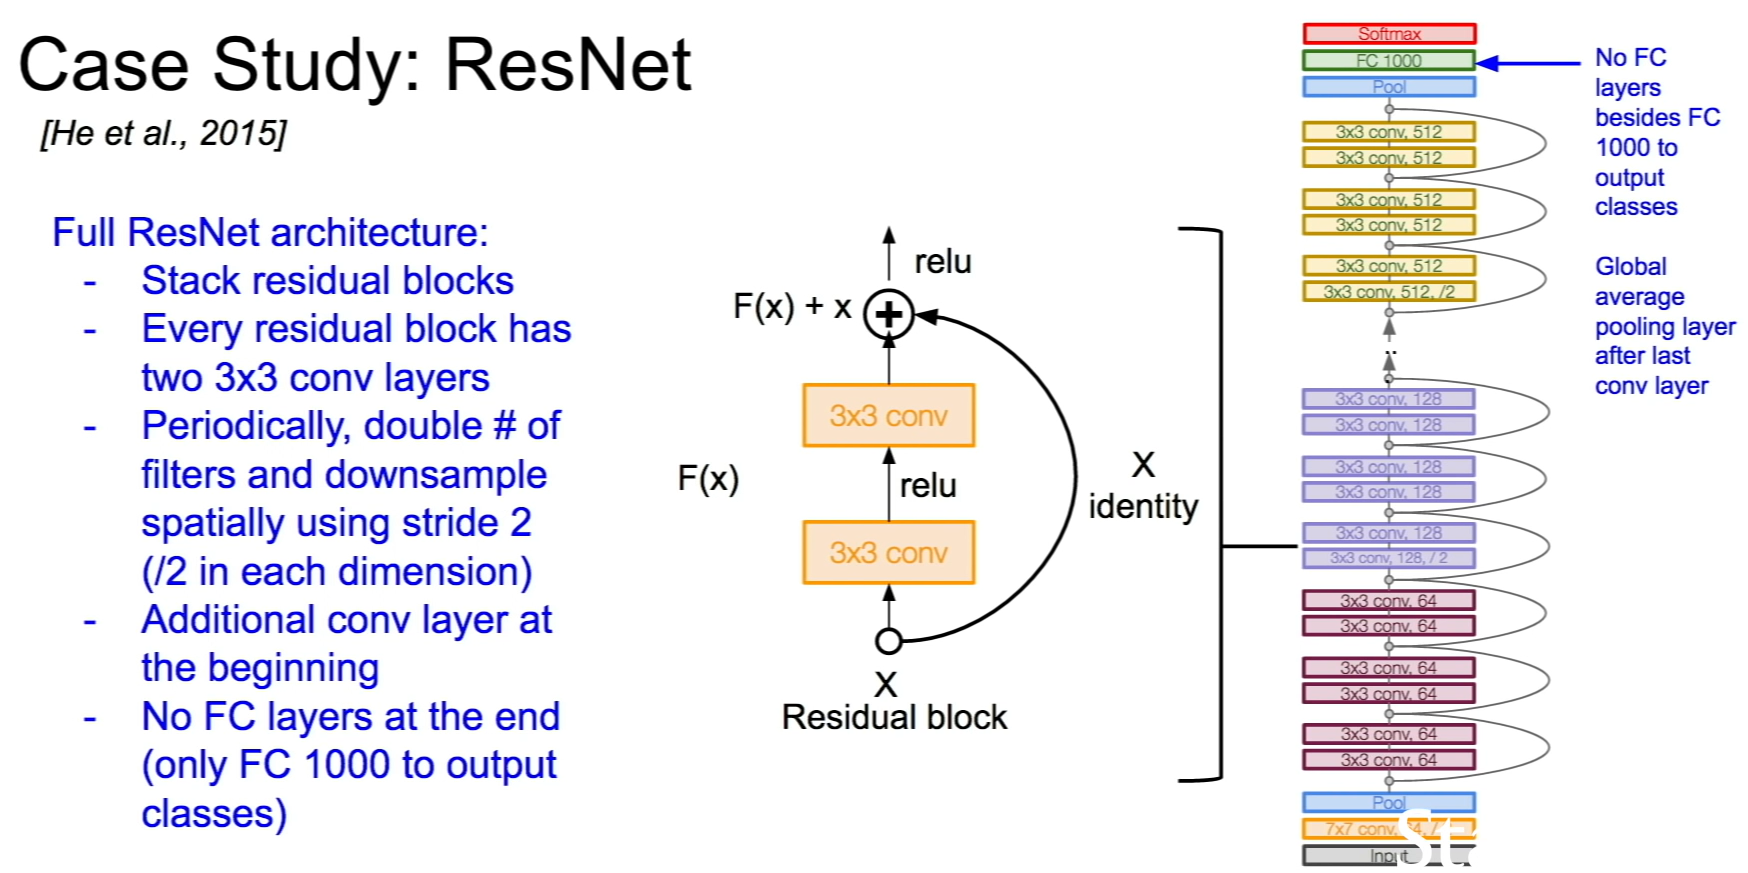 Case Study: ResNet
[He et al., 2015]
Full ResNet architecture:
- Stack residual blocks
- Every residual block has
two 3x3 conv layers
- Periodically, double # of
filters and downsample
spatially using stride 2
(/2 in each dimension)
- Additional conv layer at
the beginning
- No FC layers at the end
(only FC 1000 to output
classes)
relu
F(x) + x
3x3 conv
F(x)
relu
X
identity
3x3 conv
X
Residual block
Softmax
FC 1000
Pool
3x3 conv, 512
3x3 conv, 512
3x3 conv, 512
3x3 conv, 512
3x3 conv, 512
3x3 conv, 512, /2
..
3x3 conv, 128
3x3 conv, 128
3x3 conv, 128
3x3 conv, 128
3x3 conv, 128
3x3 conv, 128, / 2
3x3 conv, 64
3x3 conv, 64
3x3 conv, 64
3x3 conv, 64
3x3 conv, 64
3x3 conv, 64
Pool
7x7 conv,
Input
No FC
layers
besides FC
1000 to
output
classes
Global
average
pooling layer
after last
conv layer